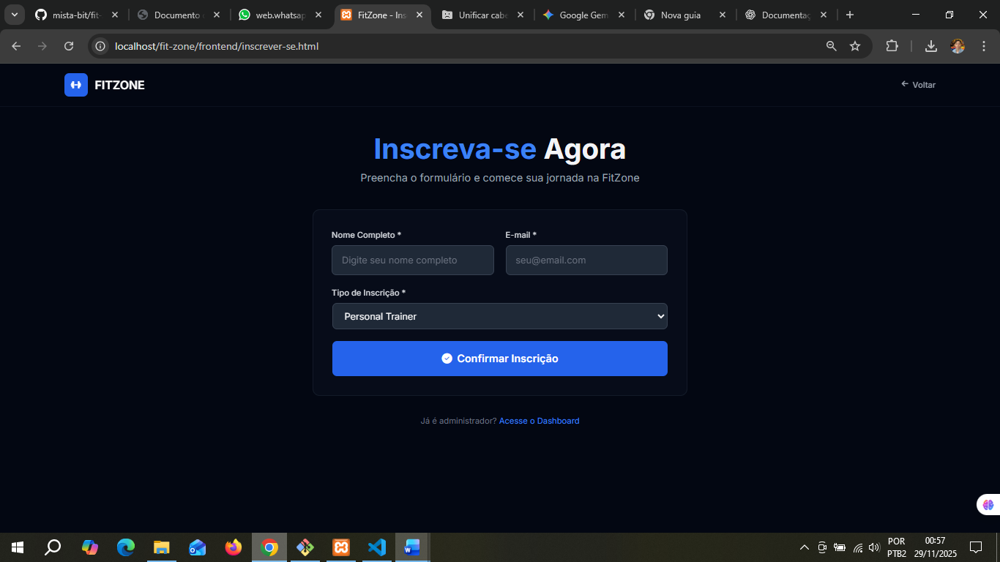 mista-bit/fit-
Documento
web.whatsap
FitZone - Ins
Unificar cabe
Google Gem
Nova guia
Documentaç
localhost/fit-zone/frontend/inscrever-se.html
FITZONE
Voltar
Inscreva-se Agora
Preencha o formulário e comece sua jornada na FitZone
Nome Completo *
E-mail *
Digite seu nome completo
seu@email.com
Tipo de Inscrição *
Personal Trainer
Confirmar Inscrição
Já é administrador? Acesse o Dashboard
POR
00:57
PTB2
29/11/2025